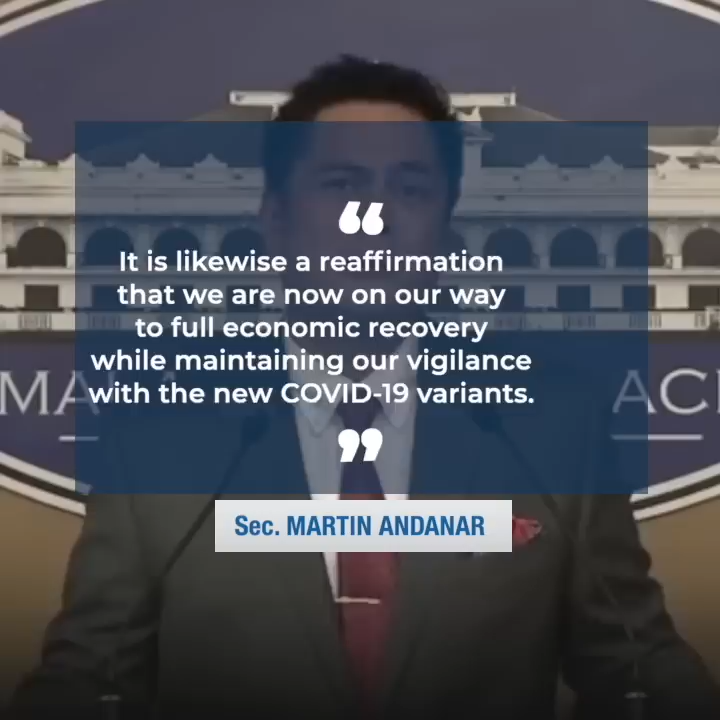 “
It is likewise a reaffirmation
that we are now on our way
to full economic recovery
while maintaining our vigilance
with the new COVID-19 variants.
”
Sec. MARTIN ANDANAR